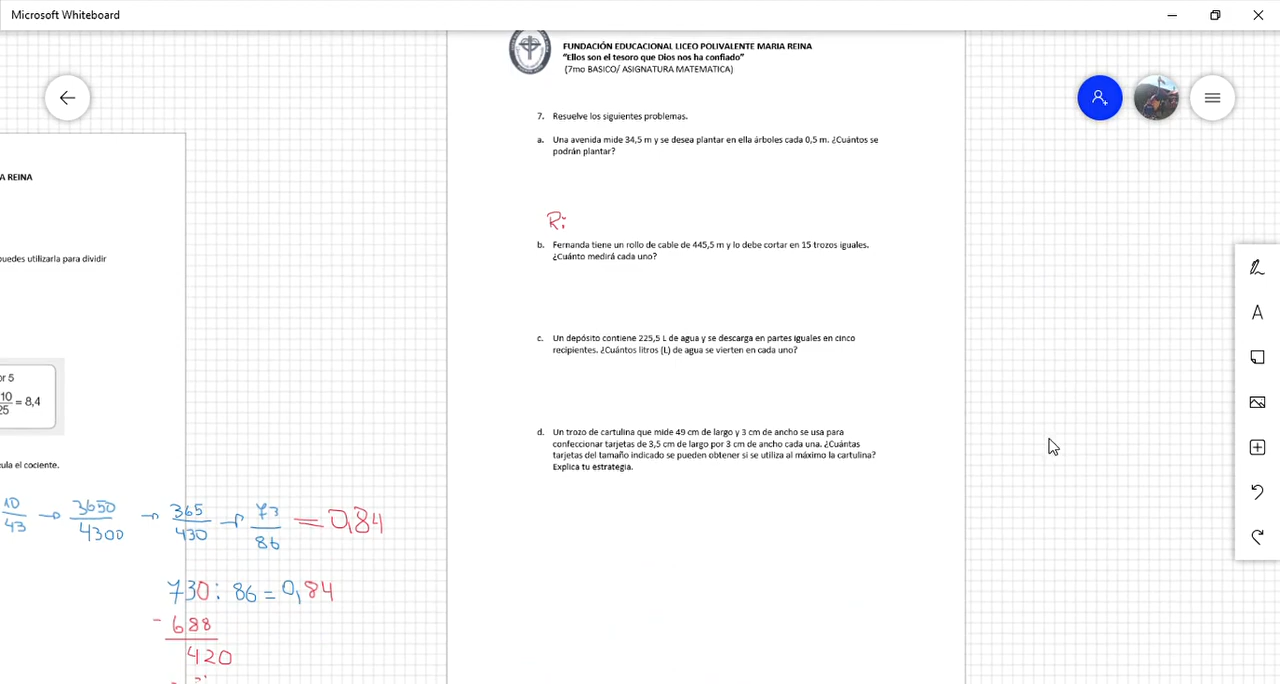 Microsoft Whiteboard
FUNDACIÓN EDUCACIONAL LICEO POLIVALENTE MARIA REINA
"Ellos son el tesoro que Dios nos ha confiado"
(7mo BASICO/ ASIGNATURA MATEMATICA)
7. Resuelve los siguientes problemas.
a. Una avenida mide 34,5 m y se desea plantar en ella árboles cada 0,5 m. ¿Cuántos se
podrán plantar?
R:
b. Fernanda tiene un rollo de cable de 445,5 m y lo debe cortar en 15 trozos iguales.
¿Cuánto medirá cada uno?
c. Un depósito contiene 225,5 L de agua y se descarga en partes iguales en cinco
recipientes. ¿Cuántos litros (L) de agua se vierten en cada uno?
d. Un trozo de cartulina que mide 49 cm de largo y 3 cm de ancho se usa para
confeccionar tarjetas de 3,5 cm de largo por 3 cm de ancho cada una. ¿Cuántas
tarjetas del tamaño indicado se pueden obtener si se utiliza al máximo la cartulina?
Explica tu estrategia.
A REINA
puedes utilizarla para dividir
or 5
10
25 = 8,4
ula el cociente.
10/43 → 3650/4300 → 365/430 → 73/86 = 0,84
730 : 86 = 0,84
- 688
420